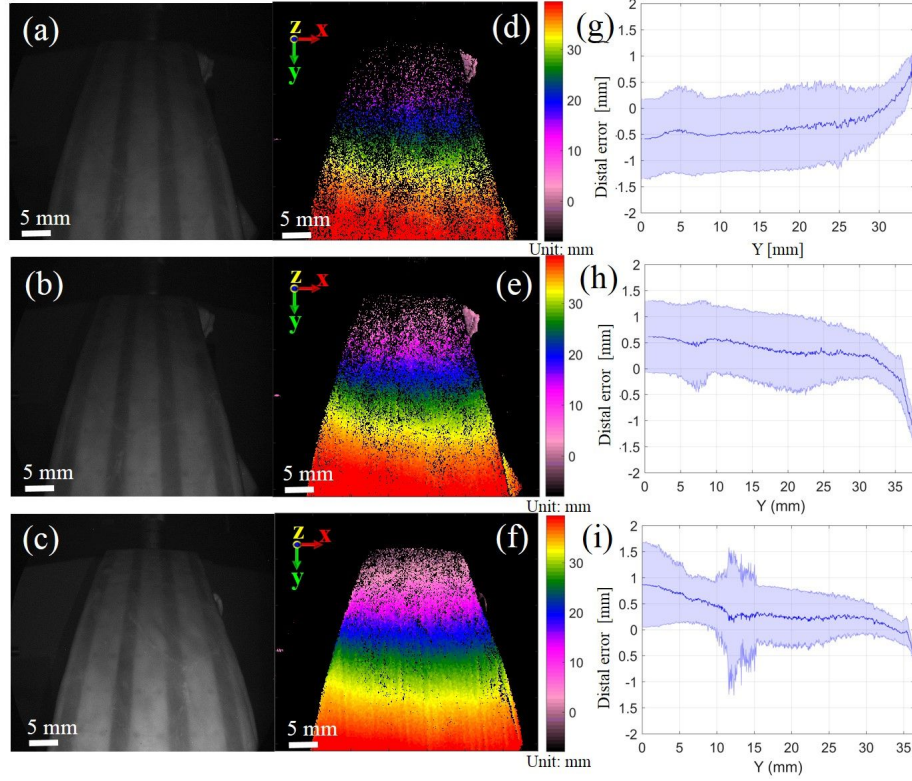 (a)
5 mm
(d)
z
x
y
5 mm
30
20
10
0
Unit: mm
(g)
Distal error [mm]
2
1.5
1
0.5
0
-0.5
-1
-1.5
-2
0 5 10 15 20 25 30
Y [mm]
(b)
5 mm
(e)
z
x
y
5 mm
30
20
10
0
Unit: mm
(h)
Distal error [mm]
2
1.5
1
0.5
0
-0.5
-1
-1.5
-2
0 5 10 15 20 25 30 35
Y (mm)
(c)
5 mm
(f)
z
x
y
5 mm
30
20
10
0
Unit: mm
(i)
Distal error [mm]
2
1.5
1
0.5
0
0.5
-1
-1.5
-2
0 5 10 15 20 25 30 35
Y (mm)